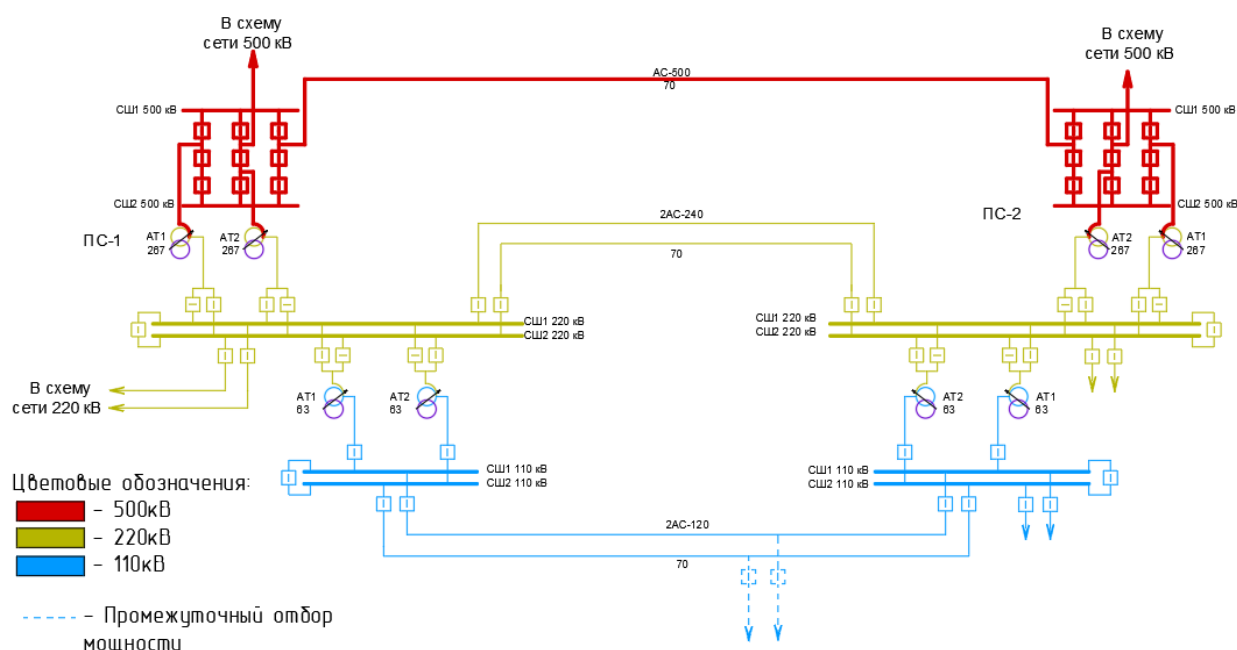 В схему
сети 500 кВ
В схему
сети 500 кВ
АС-500
70
СШ1 500 кВ
СШ1 500 кВ
СШ2 500 кВ
СШ2 500 кВ
ПС-1
ПС-2
АТ1
267
АТ2
267
2АС-240
70
АТ2
267
АТ1
267
СШ1 220 кВ
СШ2 220 кВ
СШ1 220 кВ
СШ2 220 кВ
В схему
сети 220 кВ
АТ1
63
АТ2
63
АТ2
63
АТ1
63
СШ1 110 кВ
СШ2 110 кВ
СШ1 110 кВ
СШ2 110 кВ
2АС-120
70
Цветовые обозначения:
- 500кВ
- 220кВ
- 110кВ
- Промежуточный отбор
мощности